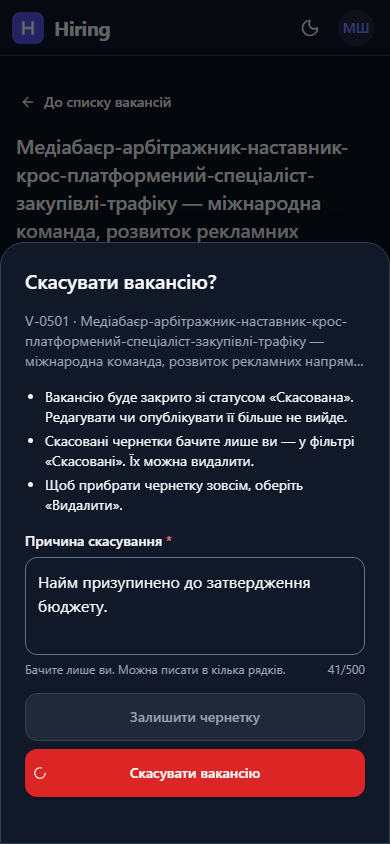 H Hiring МШ
До списку вакансій
Медіабаєр-арбітражник-наставник-
крос-платформений-спеціаліст-
закупівлі-трафіку — міжнародна
команда, розвиток рекламних
Скасувати вакансію?
V-0501 · Медіабаєр-арбітражник-наставник-крос-
платформений-спеціаліст-закупівлі-трафіку —
міжнародна команда, розвиток рекламних напрям...
• Вакансію буде закрито зі статусом «Скасована».
Редагувати чи опублікувати її більше не вийде.
• Скасовані чернетки бачите лише ви — у фільтрі
«Скасовані». Їх можна видалити.
• Щоб прибрати чернетку зовсім, оберіть
«Видалити».
Причина скасування *
Найм призупинено до затвердження
бюджету.
Бачите лише ви. Можна писати в кілька рядків. 41/500
Залишити чернетку
Скасувати вакансію